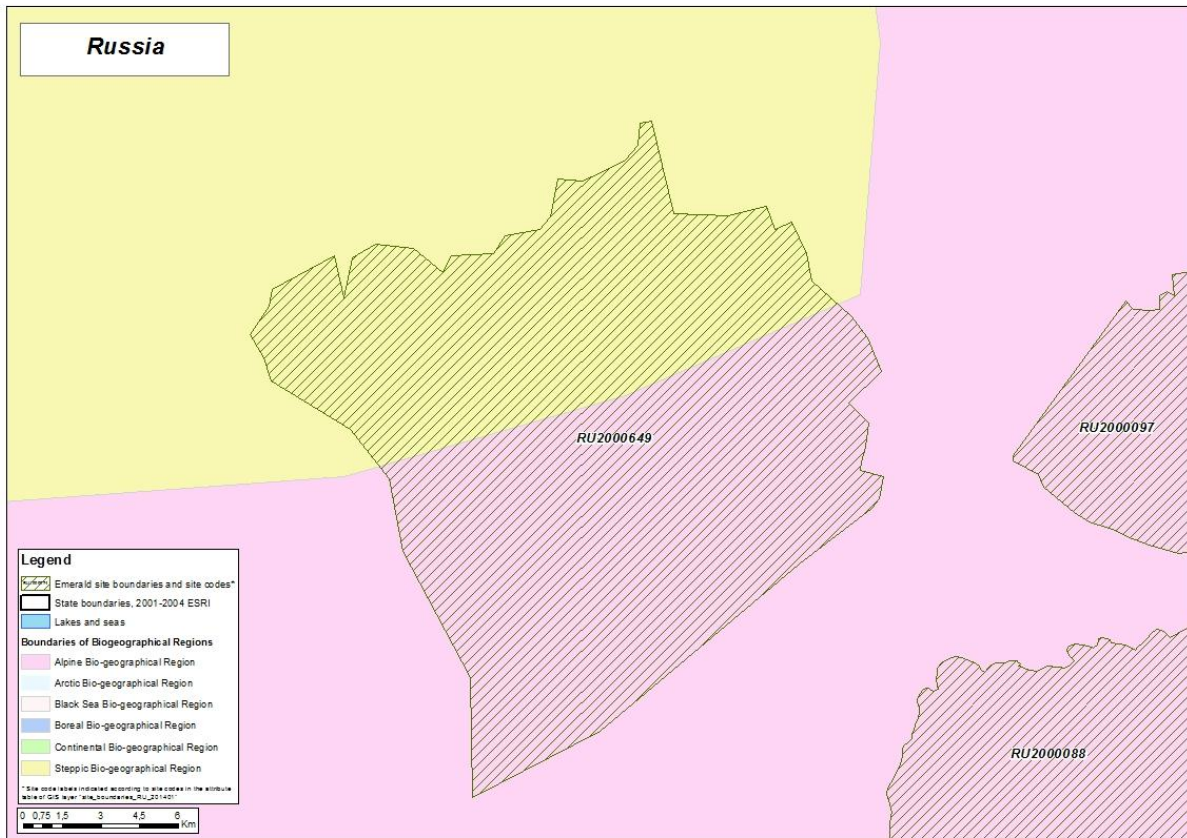 Russia
RU2000649
RU2000097
RU2000088
Legend
Emerald site boundaries and site codes*
State boundaries, 2001-2004 ESRI
Lakes and seas
Boundaries of Biogeographical Regions
Alpine Bio-geographical Region
Arctic Bio-geographical Region
Black Sea Bio-geographical Region
Boreal Bio-geographical Region
Continental Bio-geographical Region
Steppic Bio-geographical Region
* Site code labels indicated according to site codes in the attribute
table of GIS layer "site_boundaries_RU_201401"
0 0,75 1,5 3 4,5 6
Km